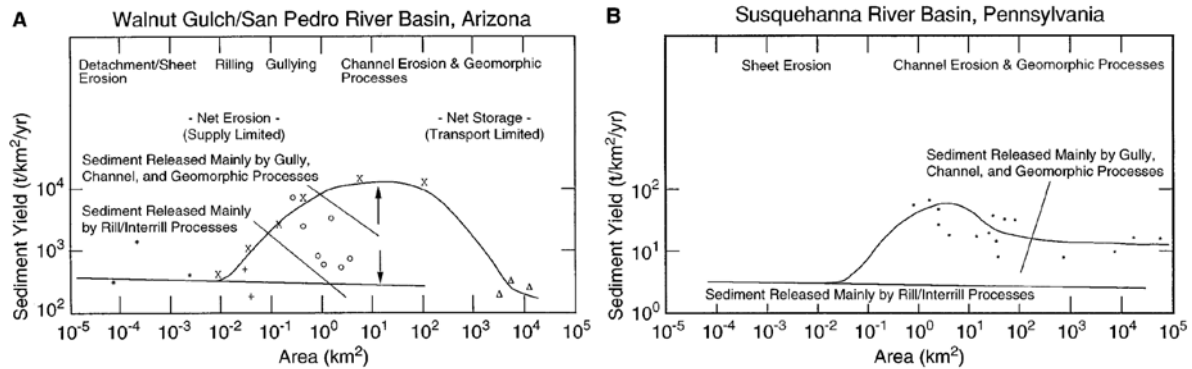 A
Walnut Gulch/San Pedro River Basin, Arizona
Detachment/Sheet
Erosion
Rilling
Gullying
Channel Erosion & Geomorphic
Processes
- Net Erosion -
(Supply Limited)
- Net Storage -
(Transport Limited)
Sediment Released Mainly by Gully,
Channel, and Geomorphic Processes
Sediment Released Mainly
by Rill/Interrill Processes
Sediment Yield (t/km²/yr)
10⁴
10³
10²
10⁻⁵ 10⁻⁴ 10⁻³ 10⁻² 10⁻¹ 10⁰ 10¹ 10² 10³ 10⁴ 10⁵
Area (km²)
B
Susquehanna River Basin, Pennsylvania
Sheet Erosion
Channel Erosion & Geomorphic Processes
Sediment Released Mainly by Gully,
Channel, and Geomorphic Processes
Sediment Released Mainly by Rill/Interrill Processes
Sediment Yield (t/km²/yr)
10²
10¹
10⁰
10⁻⁵ 10⁻⁴ 10⁻³ 10⁻² 10⁻¹ 10⁰ 10¹ 10² 10³ 10⁴ 10⁵
Area (km²)